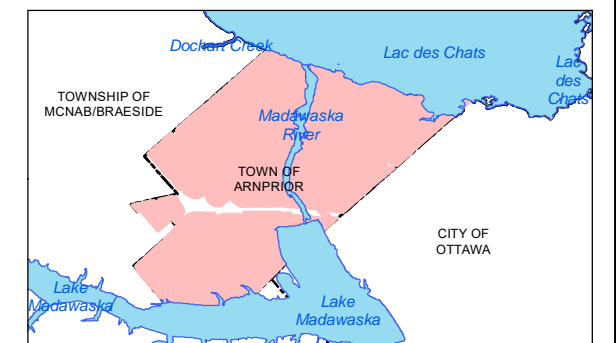 Dochart Creek
Lac des Chats
Lac
des
Chats
TOWNSHIP OF
MCNAB/BRAESIDE
Madawaska
River
TOWN OF
ARNPRIOR
CITY OF
OTTAWA
Lake
Madawaska
Lake
Madawaska